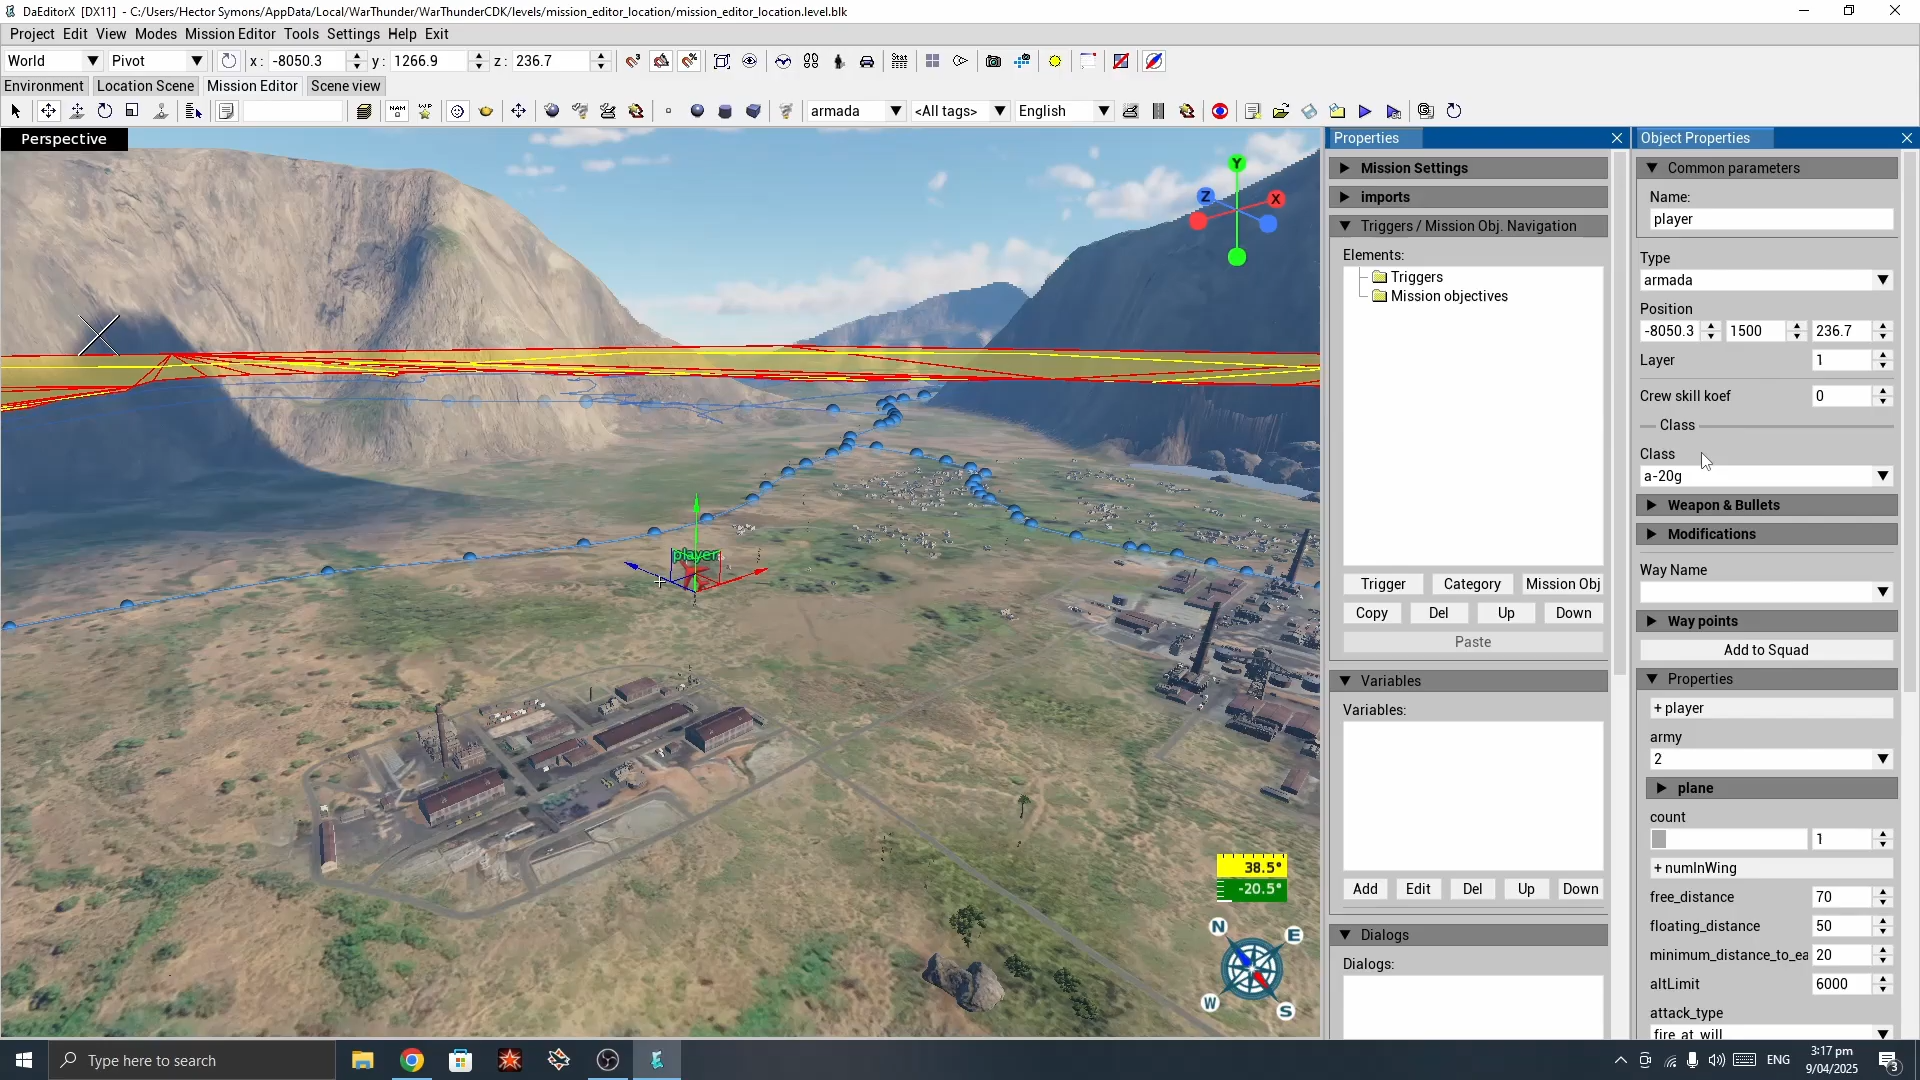 DaEditorX [DX11] - C:/Users/Hector Symons/AppData/Local/WarThunder/WarThunderCDK/levels/mission_editor_location/mission_editor_location.level.blk
Project Edit View Modes Mission Editor Tools Settings Help Exit
World Pivot x : -8050.3 y : 1266.9 z : 236.7
Environment Location Scene Mission Editor Scene view
armada <All tags> English
Perspective
Y
Z
X
player
38.5°
-20.5°
N
E
W
S
Properties
Mission Settings
imports
Triggers / Mission Obj. Navigation
Elements:
Triggers
Mission objectives
Trigger Category Mission Obj
Copy Del Up Down
Paste
Variables
Variables:
Add Edit Del Up Down
Dialogs
Dialogs:
Object Properties
Common parameters
Name:
player
Type
armada
Position
-8050.3 1500 236.7
Layer 1
Crew skill koef 0
Class
Class
a-20g
Weapon & Bullets
Modifications
Way Name
Way points
Add to Squad
Properties
+ player
army
2
plane
count
1
+ numInWing
free_distance 70
floating_distance 50
minimum_distance_to_ea 20
altLimit 6000
attack_type
fire_at_will
Type here to search
ENG
3:17 pm
9/04/2025
3